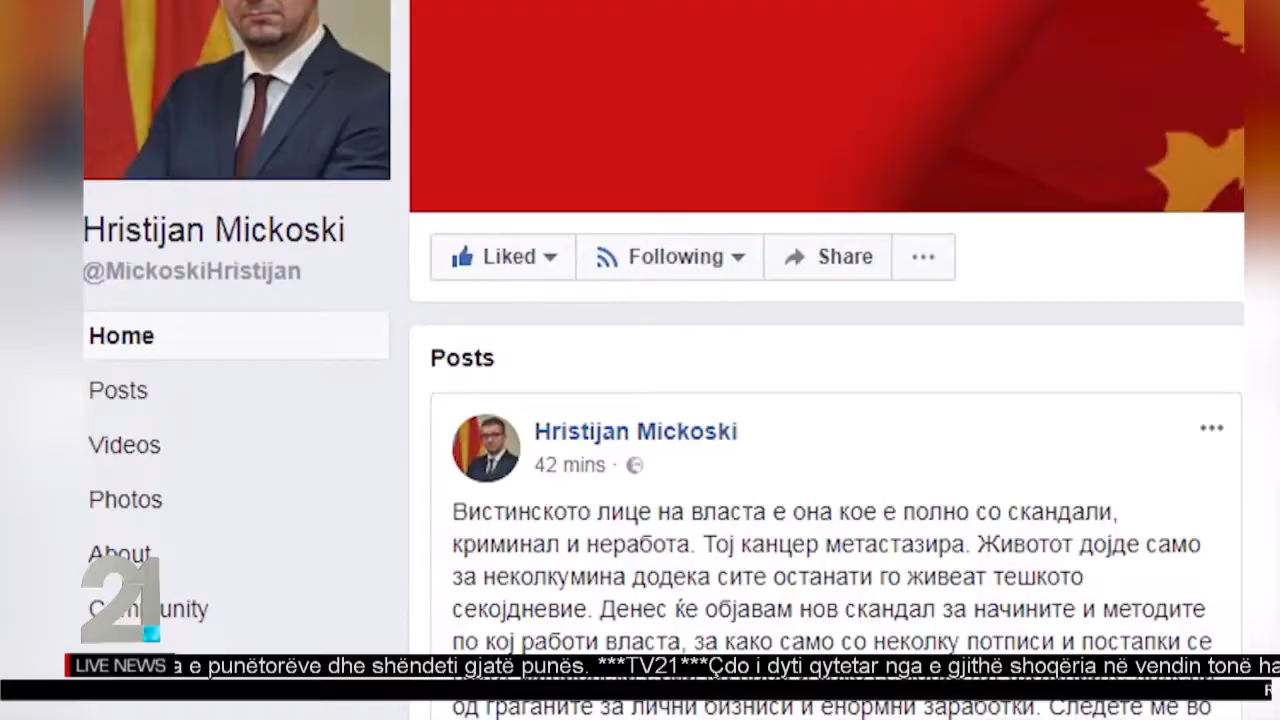 Hristijan Mickoski
@MickoskiHristijan
Home
Posts
Videos
Photos
About
Liked
Following
Share
Posts
Hristijan Mickoski
42 mins ·
Вистинското лице на власта е она кое е полно со скандали,
криминал и неработа. Тој канцер метастазира. Животот дојде само
за неколкумина додека сите останати го живеат тешкото
секојдневие. Денес ќе објавам нов скандал за начините и методите
по кој работи власта, за како само со неколку потписи и постапки се
од граѓаните за лични бизниси и енормни заработки. Следете ме во
21
LIVE NEWS
a e punëtorëve dhe shëndeti gjatë punës. ***TV21***Çdo i dyti qytetar nga e gjithë shoqëria në vendin tonë ha